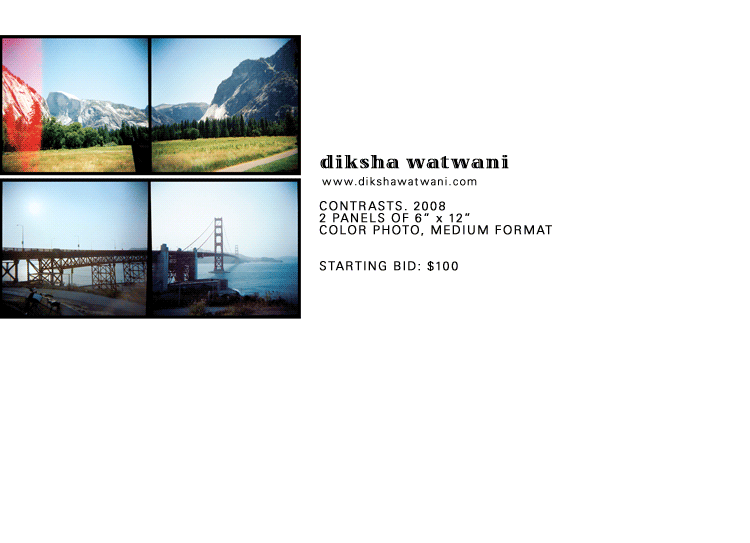 diksha watwani
www.dikshawatwani.com
CONTRASTS. 2008
2 PANELS OF 6” x 12”
COLOR PHOTO, MEDIUM FORMAT
STARTING BID: $100